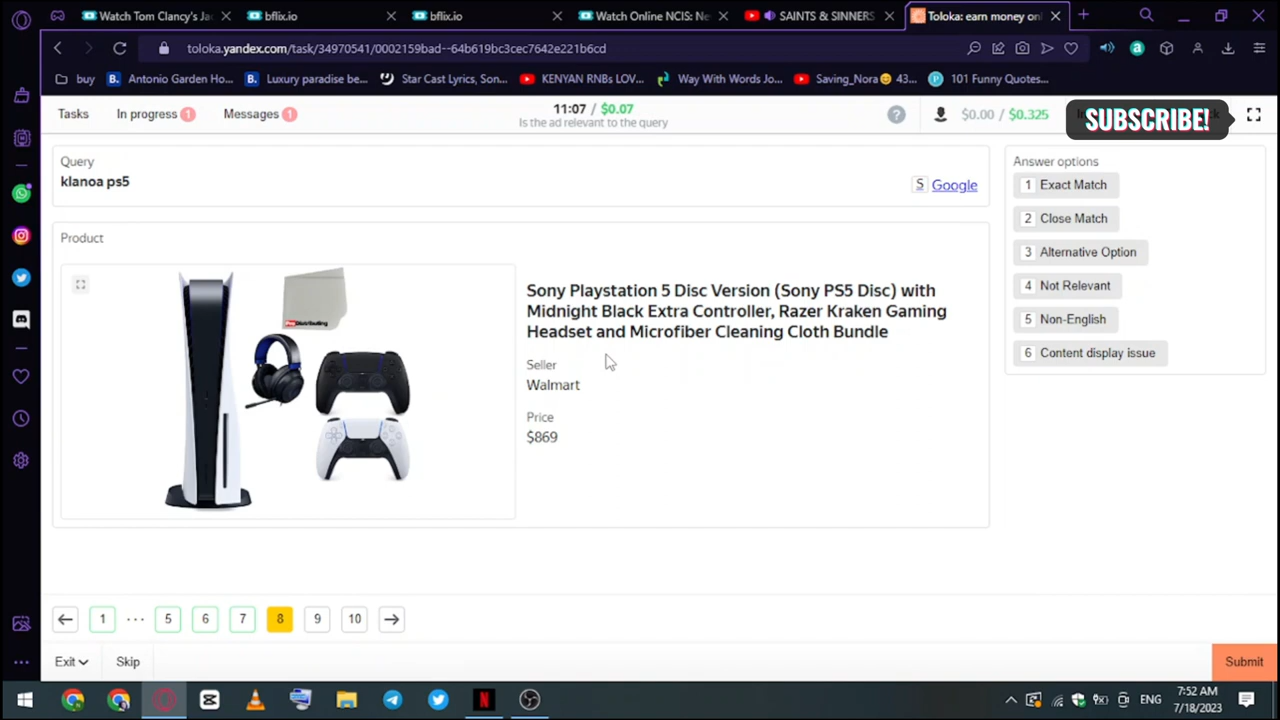 Watch Tom Clancy's Ja
bflix.io
bflix.io
Watch Online NCIS: Ne
SAINTS & SINNERS
Toloka: earn money on
toloka.yandex.com/task/34970541/0002159bad--64b619bc3cec7642e221b6cd
buy
Antonio Garden Ho...
Luxury paradise be...
Star Cast Lyrics, Son...
KENYAN RNBs LOV...
Way With Words Jo...
Saving_Nora😊 43...
101 Funny Quotes...
Tasks
In progress 1
Messages 1
11:07 / $0.07
Is the ad relevant to the query
$0.00 / $0.325
SUBSCRIBE!
Query
klanoa ps5
S Google
Product
Sony Playstation 5 Disc Version (Sony PS5 Disc) with
Midnight Black Extra Controller, Razer Kraken Gaming
Headset and Microfiber Cleaning Cloth Bundle
Seller
Walmart
Price
$869
Answer options
1 Exact Match
2 Close Match
3 Alternative Option
4 Not Relevant
5 Non-English
6 Content display issue
1 ... 5 6 7 8 9 10
Exit
Skip
Submit
ENG
7:52 AM
7/18/2023